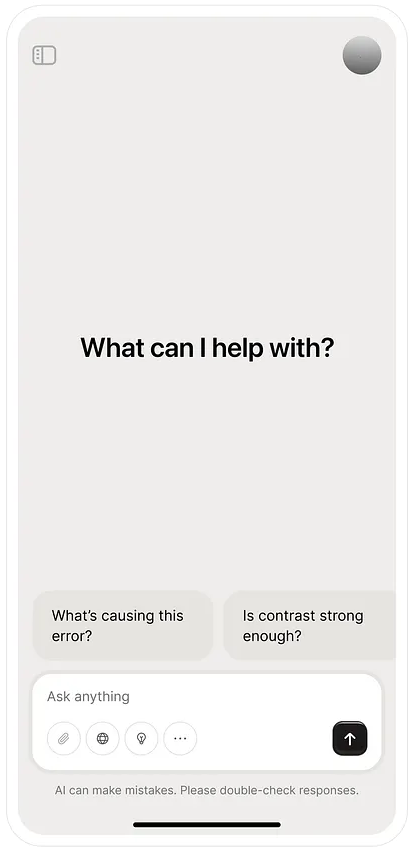 What can I help with?
What's causing this
error?
Is contrast strong
enough?
Ask anything
AI can make mistakes. Please double-check responses.